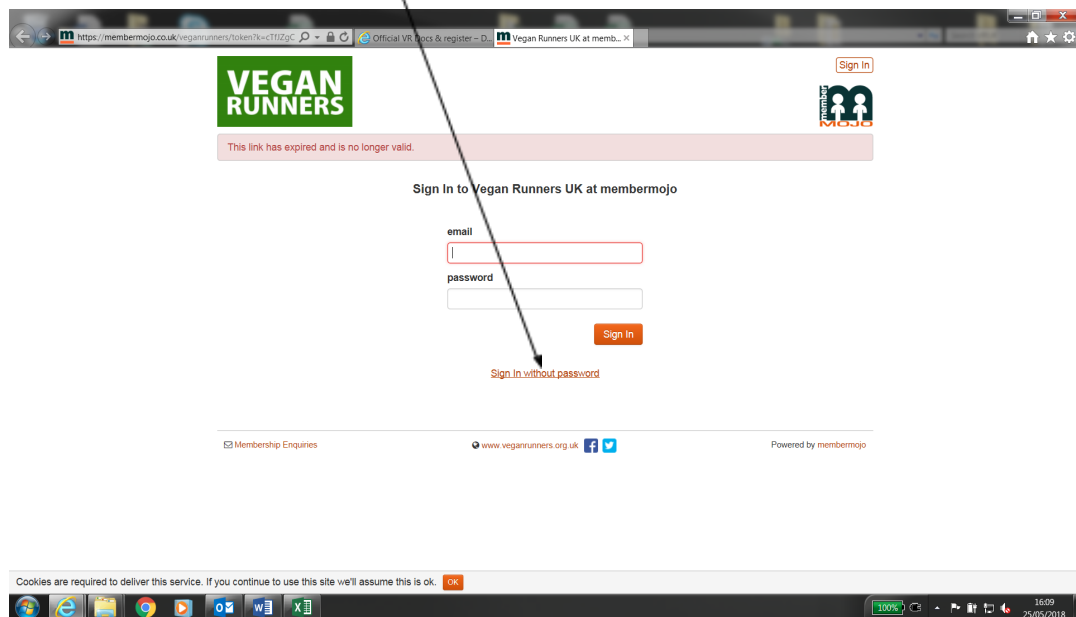 https://membermojo.co.uk/veganrunners/token?k=cTfJZgC
Official VR Docs & register – D...
Vegan Runners UK at memb...
Sign In
VEGAN
RUNNERS
member
MOJO
This link has expired and is no longer valid.
Sign In to Vegan Runners UK at membermojo
email
password
Sign In
Sign In without password
Membership Enquiries
www.veganrunners.org.uk
Powered by membermojo
Cookies are required to deliver this service. If you continue to use this site we'll assume this is ok.
OK
100%
16:09
25/05/2018